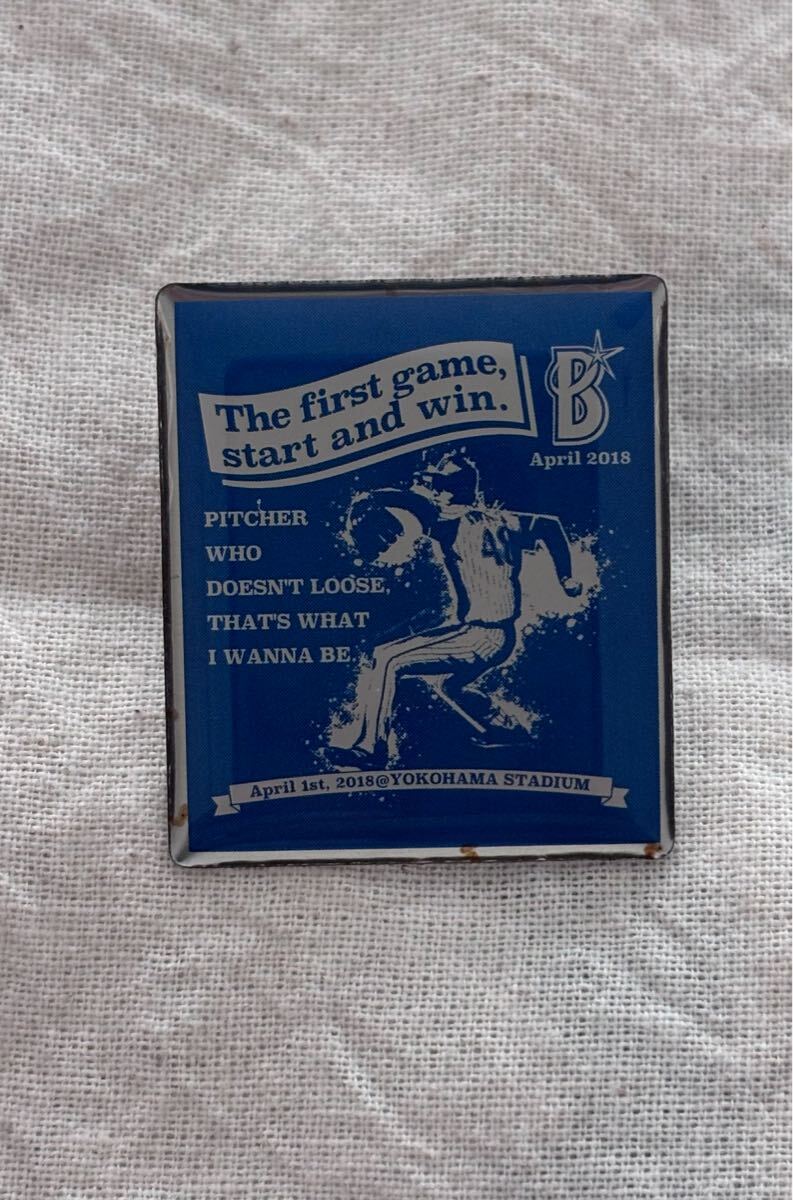 The first game,
start and win.
B
April 2018
PITCHER
WHO
DOESN'T LOOSE,
THAT'S WHAT
I WANNA BE.
48
April 1st, 2018@YOKOHAMA STADIUM